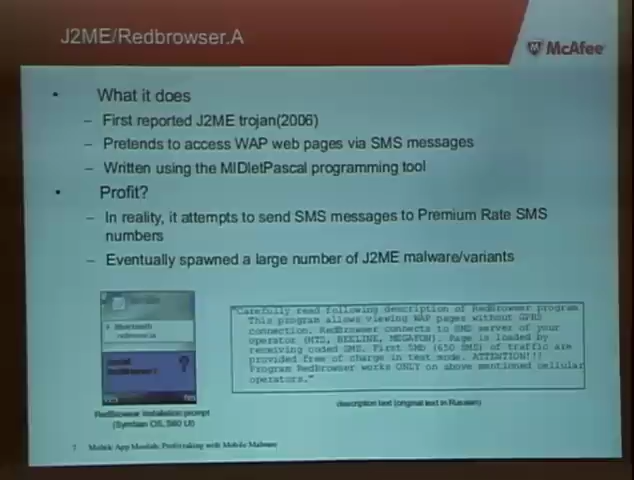 J2ME/Redbrowser.A
McAfee
• What it does
– First reported J2ME trojan(2006)
– Pretends to access WAP web pages via SMS messages
– Written using the MIDletPascal programming tool
• Profit?
– In reality, it attempts to send SMS messages to Premium Rate SMS
numbers
– Eventually spawned a large number of J2ME malware/variants
"Carefully read following description of RedBrowser program
This program allows viewing WAP pages without GPRS
connection. RedBrowser connects to SMS server of your
operator (MTS, BEELINE, MEGAFON). Page is loaded by
receiving coded SMS. First 5Mb (650 SMS) of traffic are
provided free of charge in test mode. ATTENTION!!!
Program RedBrowser works ONLY on above mentioned cellular
operators."
Bluetooth
Install
RedBrowser installation prompt
(Symbian OS, S60 UI)
description text (original text in Russian)
7 Mobile App Moolah: Profit taking with Mobile Malware